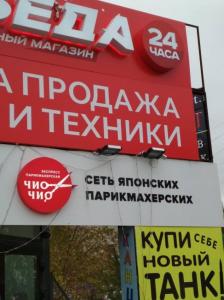 ЕДА
НЫЙ МАГАЗИН
24
ЧАСА
А ПРОДАЖА
И ТЕХНИКИ
ЭКСПРЕСС
ПАРИКМАХЕРСКАЯ
ЧИО
ЧИО
СЕТЬ ЯПОНСКИХ
ПАРИКМАХЕРСКИХ
КУПИ СЕБЕ
НОВЫЙ
ТАНК!